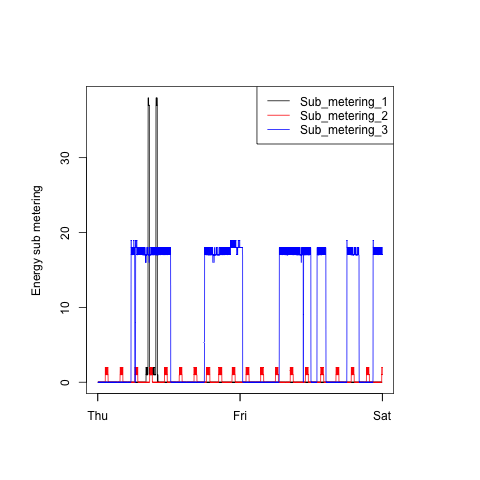 Sub_metering_1
Sub_metering_2
Sub_metering_3
Energy sub metering
30
20
10
0
Thu
Fri
Sat